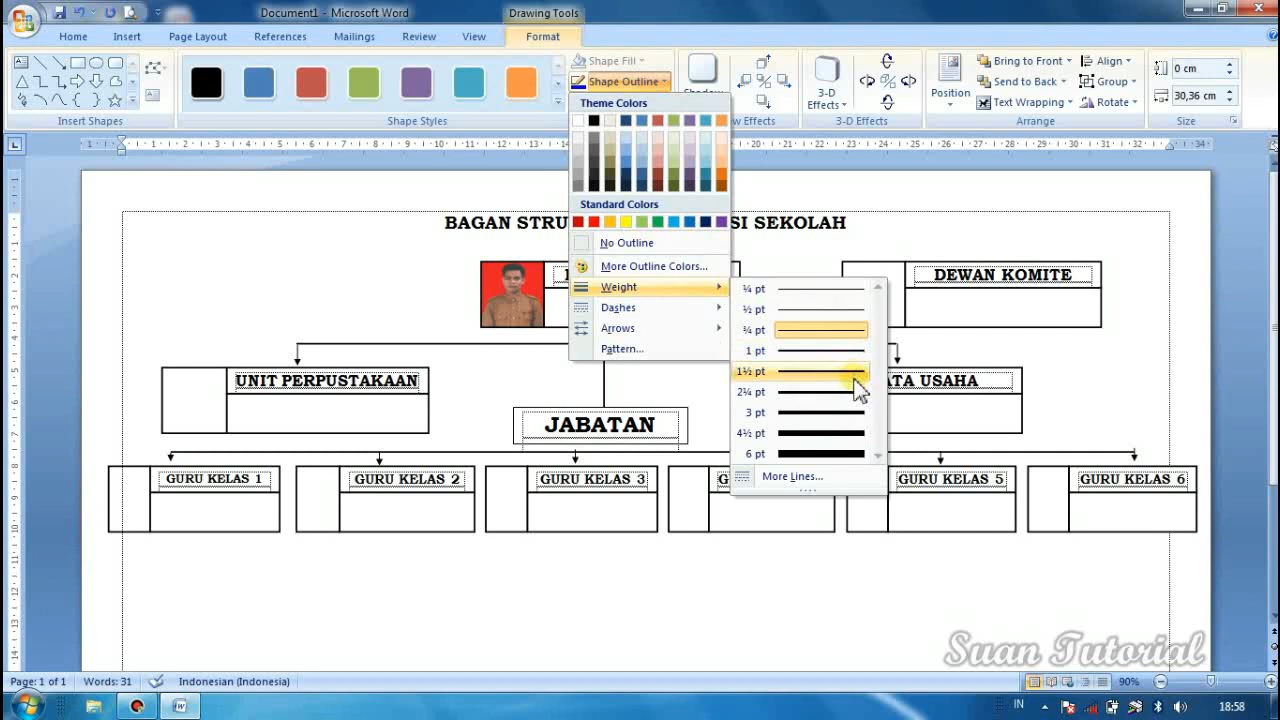 Document1 - Microsoft Word
Drawing Tools
Home
Insert
Page Layout
References
Mailings
Review
View
Format
Shape Fill
Shape Outline
3-D
Effects
Position
Bring to Front
Send to Back
Text Wrapping
Align
Group
Rotate
0 cm
30,36 cm
Insert Shapes
Shape Styles
3-D Effects
Arrange
Size
Theme Colors
Standard Colors
No Outline
More Outline Colors...
Weight
Dashes
Arrows
Pattern...
¼ pt
½ pt
¾ pt
1 pt
1½ pt
2¼ pt
3 pt
4½ pt
6 pt
More Lines...
BAGAN STRU
SI SEKOLAH
DEWAN KOMITE
UNIT PERPUSTAKAAN
ATA USAHA
JABATAN
GURU KELAS 1
GURU KELAS 2
GURU KELAS 3
G
GURU KELAS 5
GURU KELAS 6
Suan Tutorial
Page: 1 of 1
Words: 31
Indonesian (Indonesia)
90%
IN
18:58